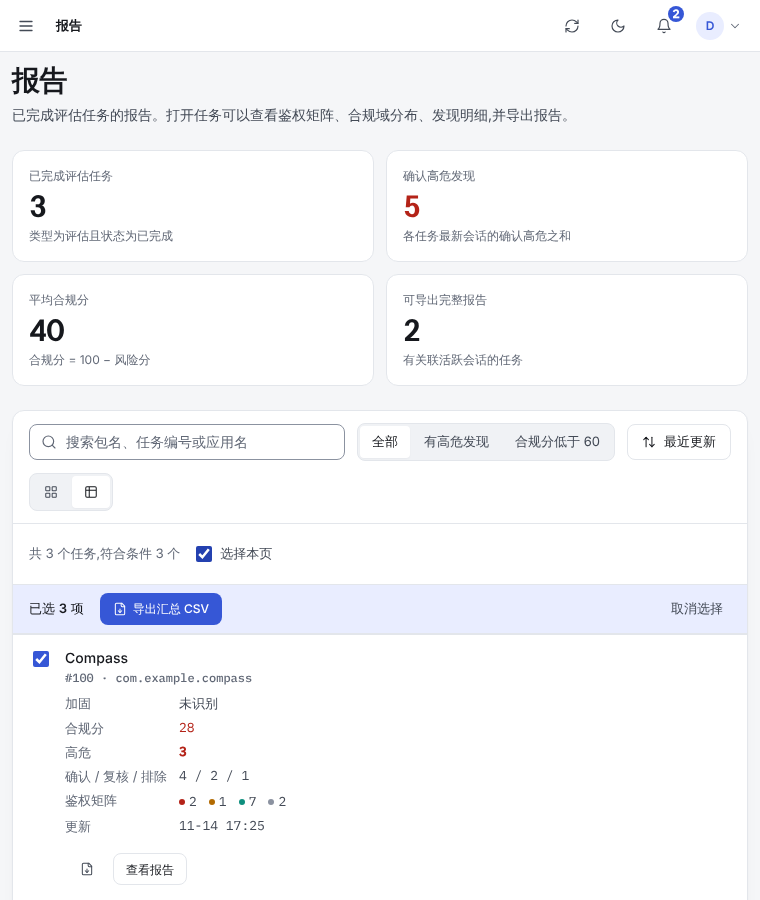 报告
2
D
报告
已完成评估任务的报告。打开任务可以查看鉴权矩阵、合规域分布、发现明细,并导出报告。
已完成评估任务
3
类型为评估且状态为已完成
确认高危发现
5
各任务最新会话的确认高危之和
平均合规分
40
合规分 = 100 − 风险分
可导出完整报告
2
有关联活跃会话的任务
搜索包名、任务编号或应用名
全部 有高危发现 合规分低于 60
最近更新
共 3 个任务,符合条件 3 个 选择本页
已选 3 项 导出汇总 CSV 取消选择
Compass
#100 · com.example.compass
加固 未识别
合规分 28
高危 3
确认 / 复核 / 排除 4 / 2 / 1
鉴权矩阵 2 1 7 2
更新 11-14 17:25
查看报告